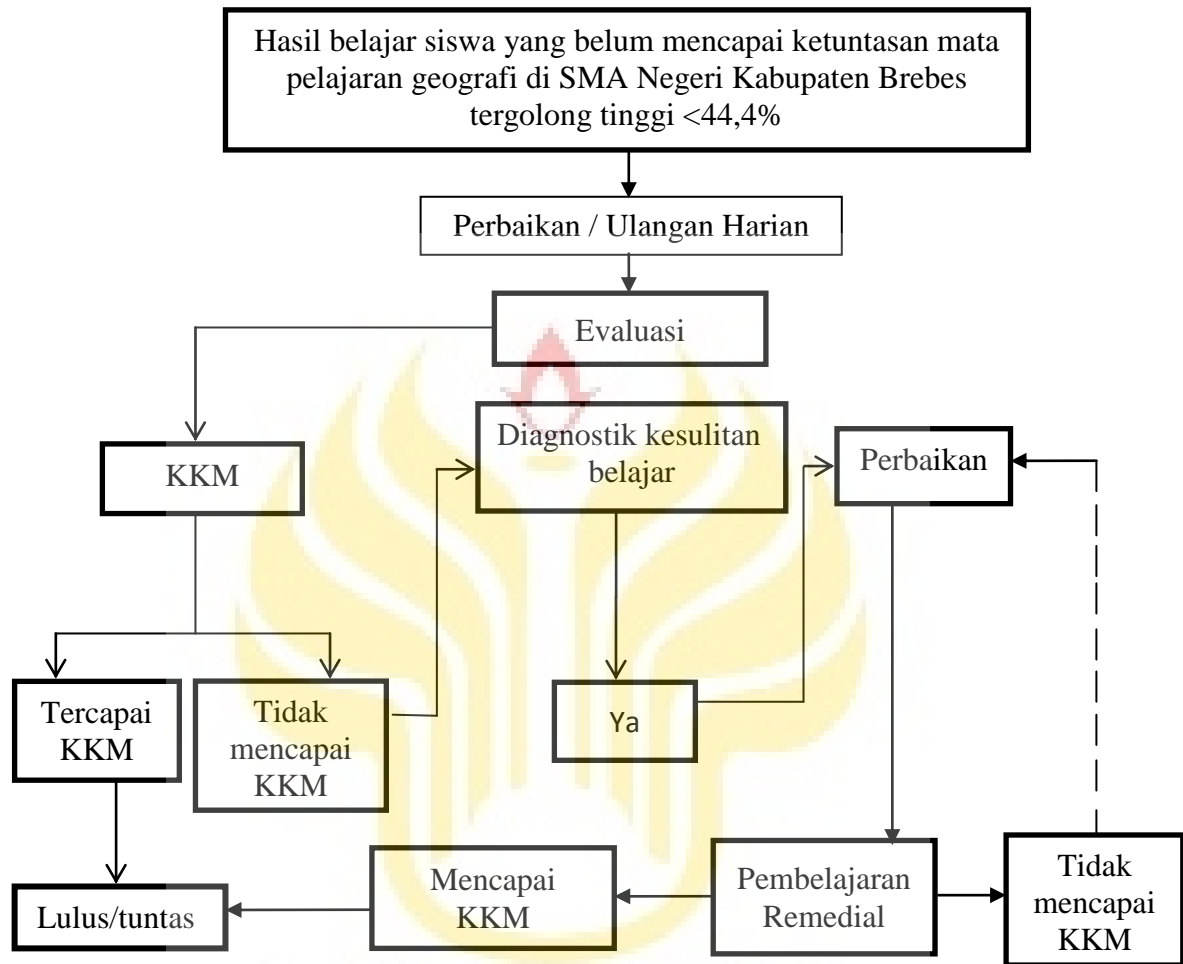 Hasil belajar siswa yang belum mencapai ketuntasan mata
pelajaran geografi di SMA Negeri Kabupaten Brebes
tergolong tinggi <44,4%
Perbaikan / Ulangan Harian
Evaluasi
KKM
Diagnostik kesulitan
belajar
Perbaikan
Tercapai
KKM
Tidak
mencapai
KKM
Ya
Lulus/tuntas
Mencapai
KKM
Pembelajaran
Remedial
Tidak
mencapai
KKM